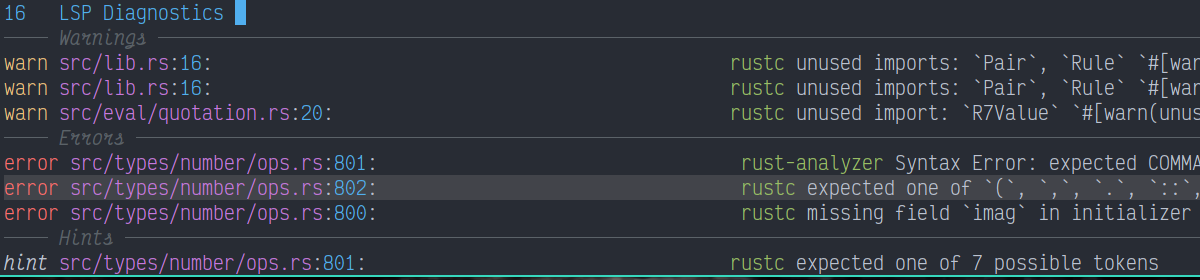 16 LSP Diagnostics
Warnings
warn src/lib.rs:16: rustc unused imports: `Pair`, `Rule` `#[warn
warn src/lib.rs:16: rustc unused imports: `Pair`, `Rule` `#[warn
warn src/eval/quotation.rs:20: rustc unused import: `R7Value` `#[warn(unus
Errors
error src/types/number/ops.rs:801: rust-analyzer Syntax Error: expected COMMA
error src/types/number/ops.rs:802: rustc expected one of `(`, `,`, `.`, `::`,
error src/types/number/ops.rs:800: rustc missing field `imag` in initializer
Hints
hint src/types/number/ops.rs:801: rustc expected one of 7 possible tokens